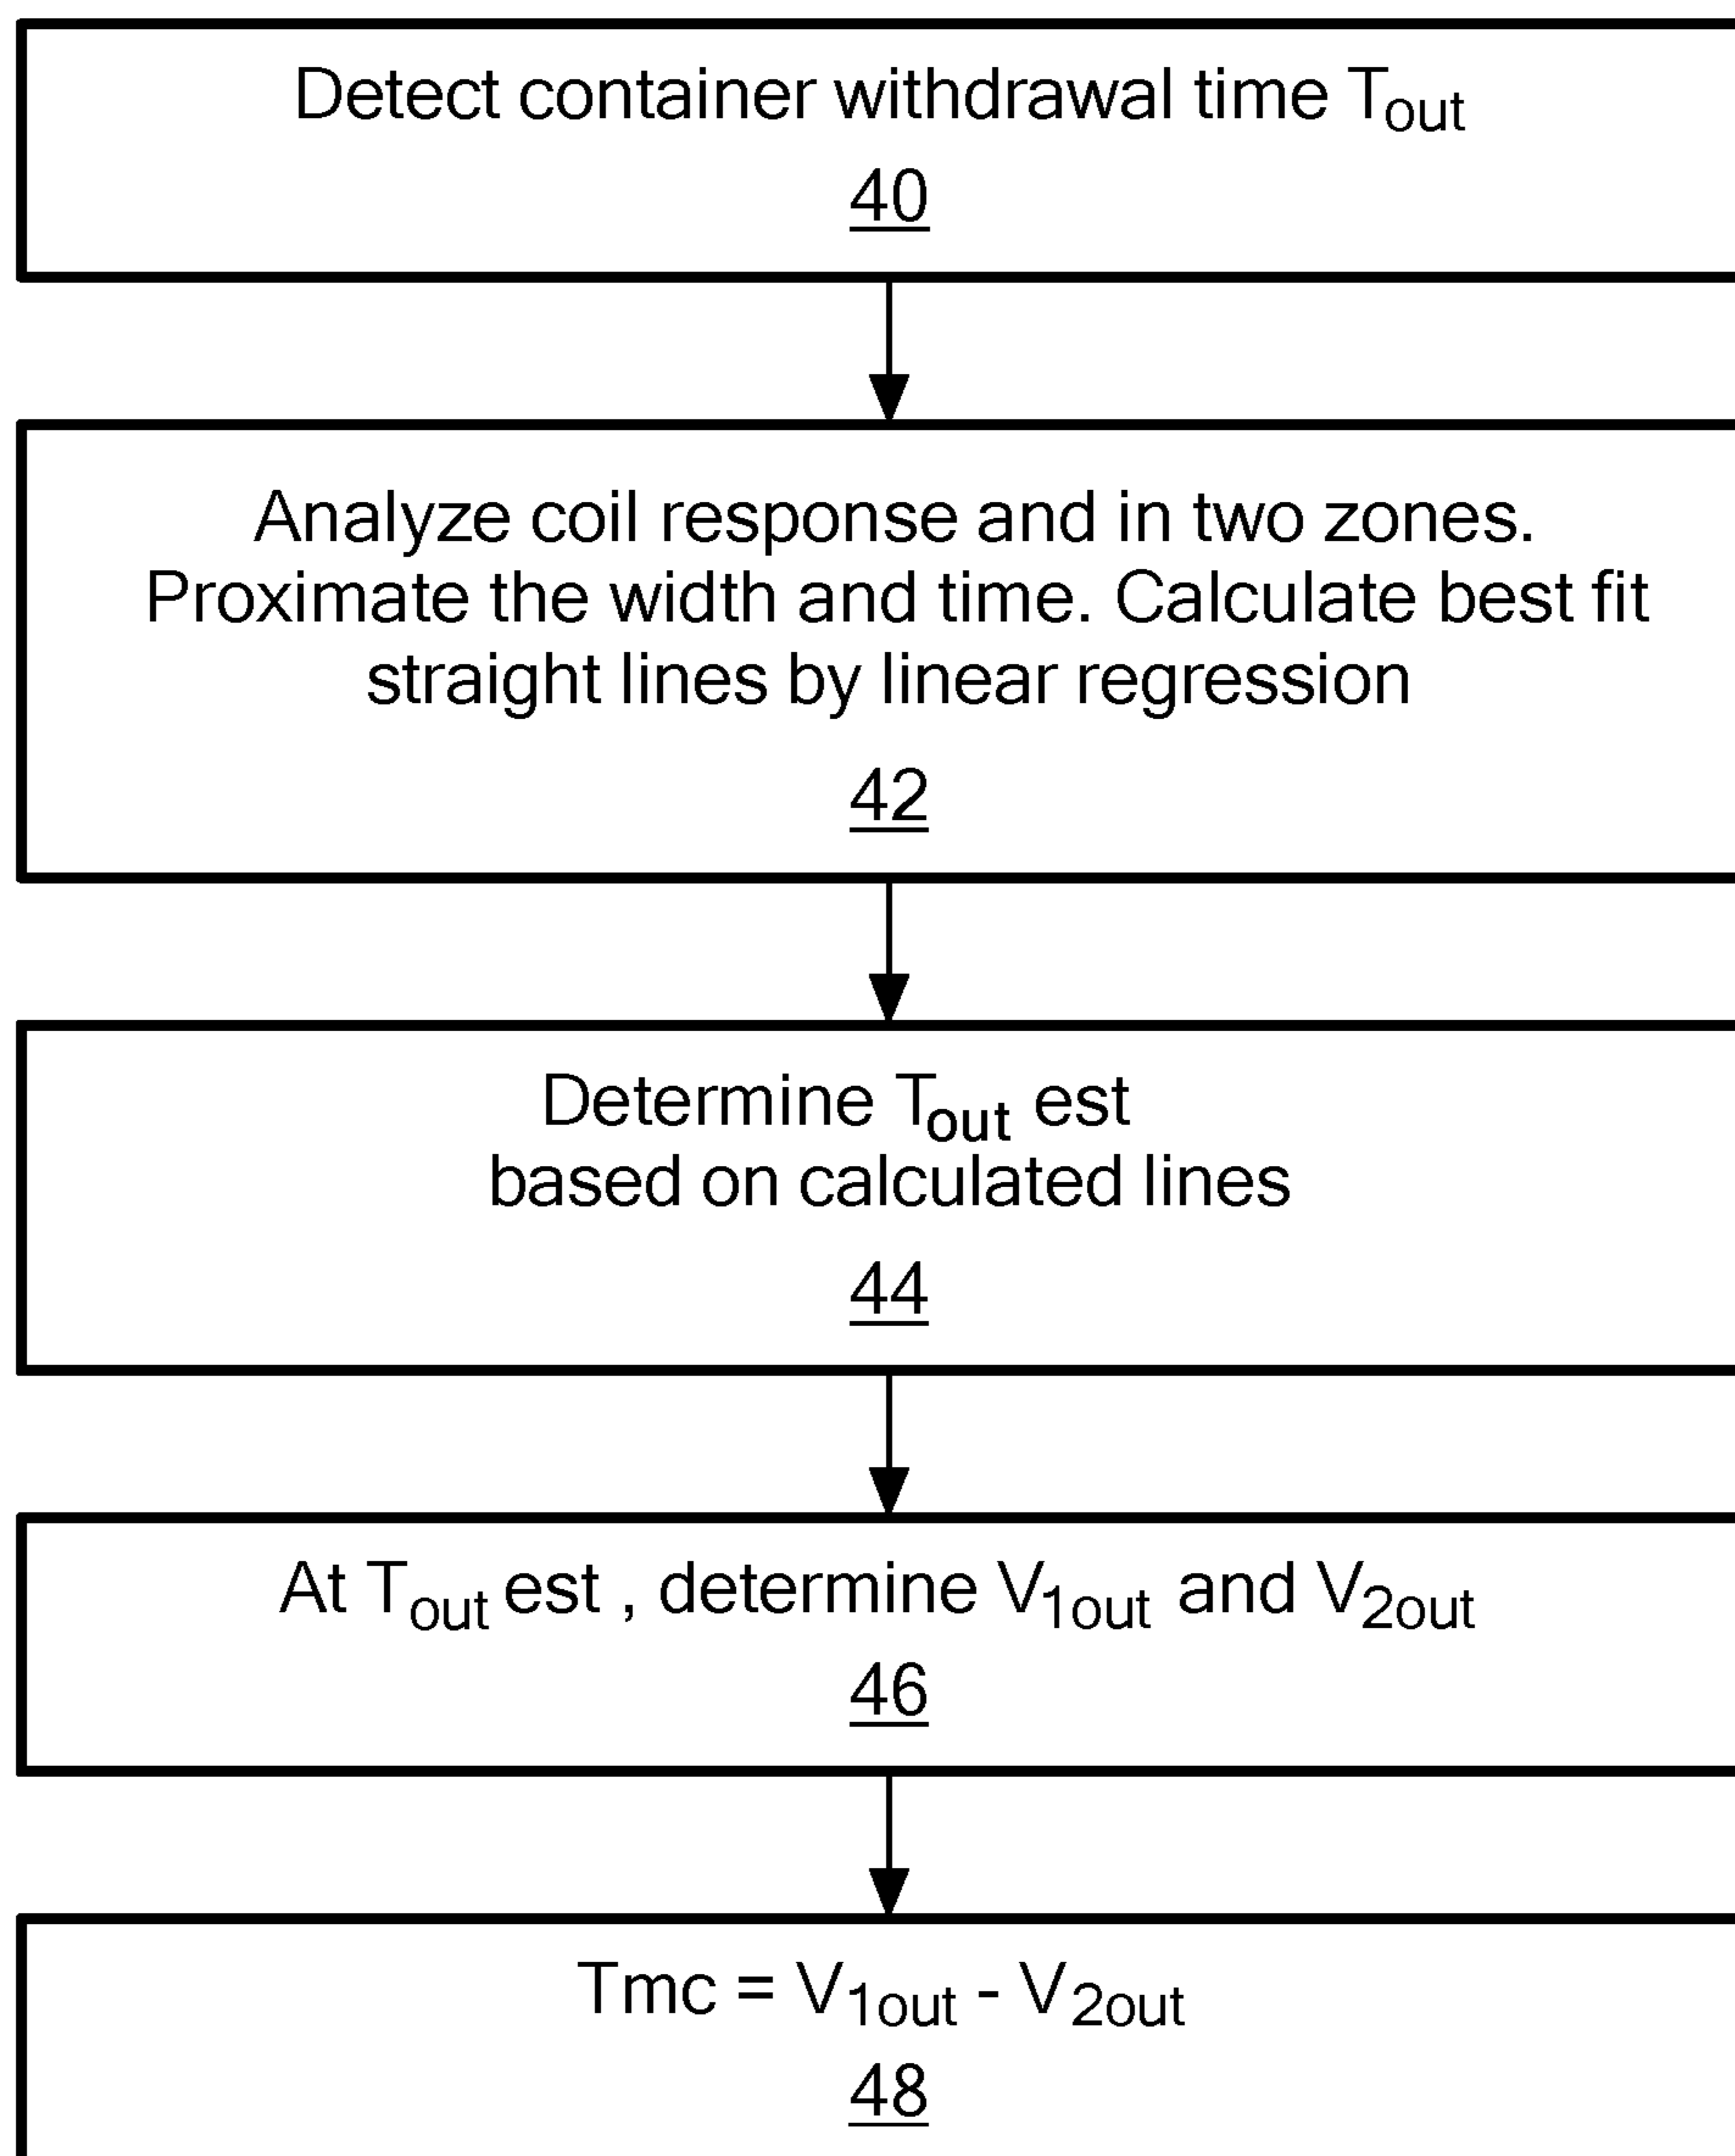 Detect container withdrawal time Tout
40
Analyze coil response and in two zones.
Proximate the width and time. Calculate best fit
straight lines by linear regression
42
Determine Tout est
based on calculated lines
44
At Tout est , determine V1out and V2out
46
Tmc = V1out - V2out
48